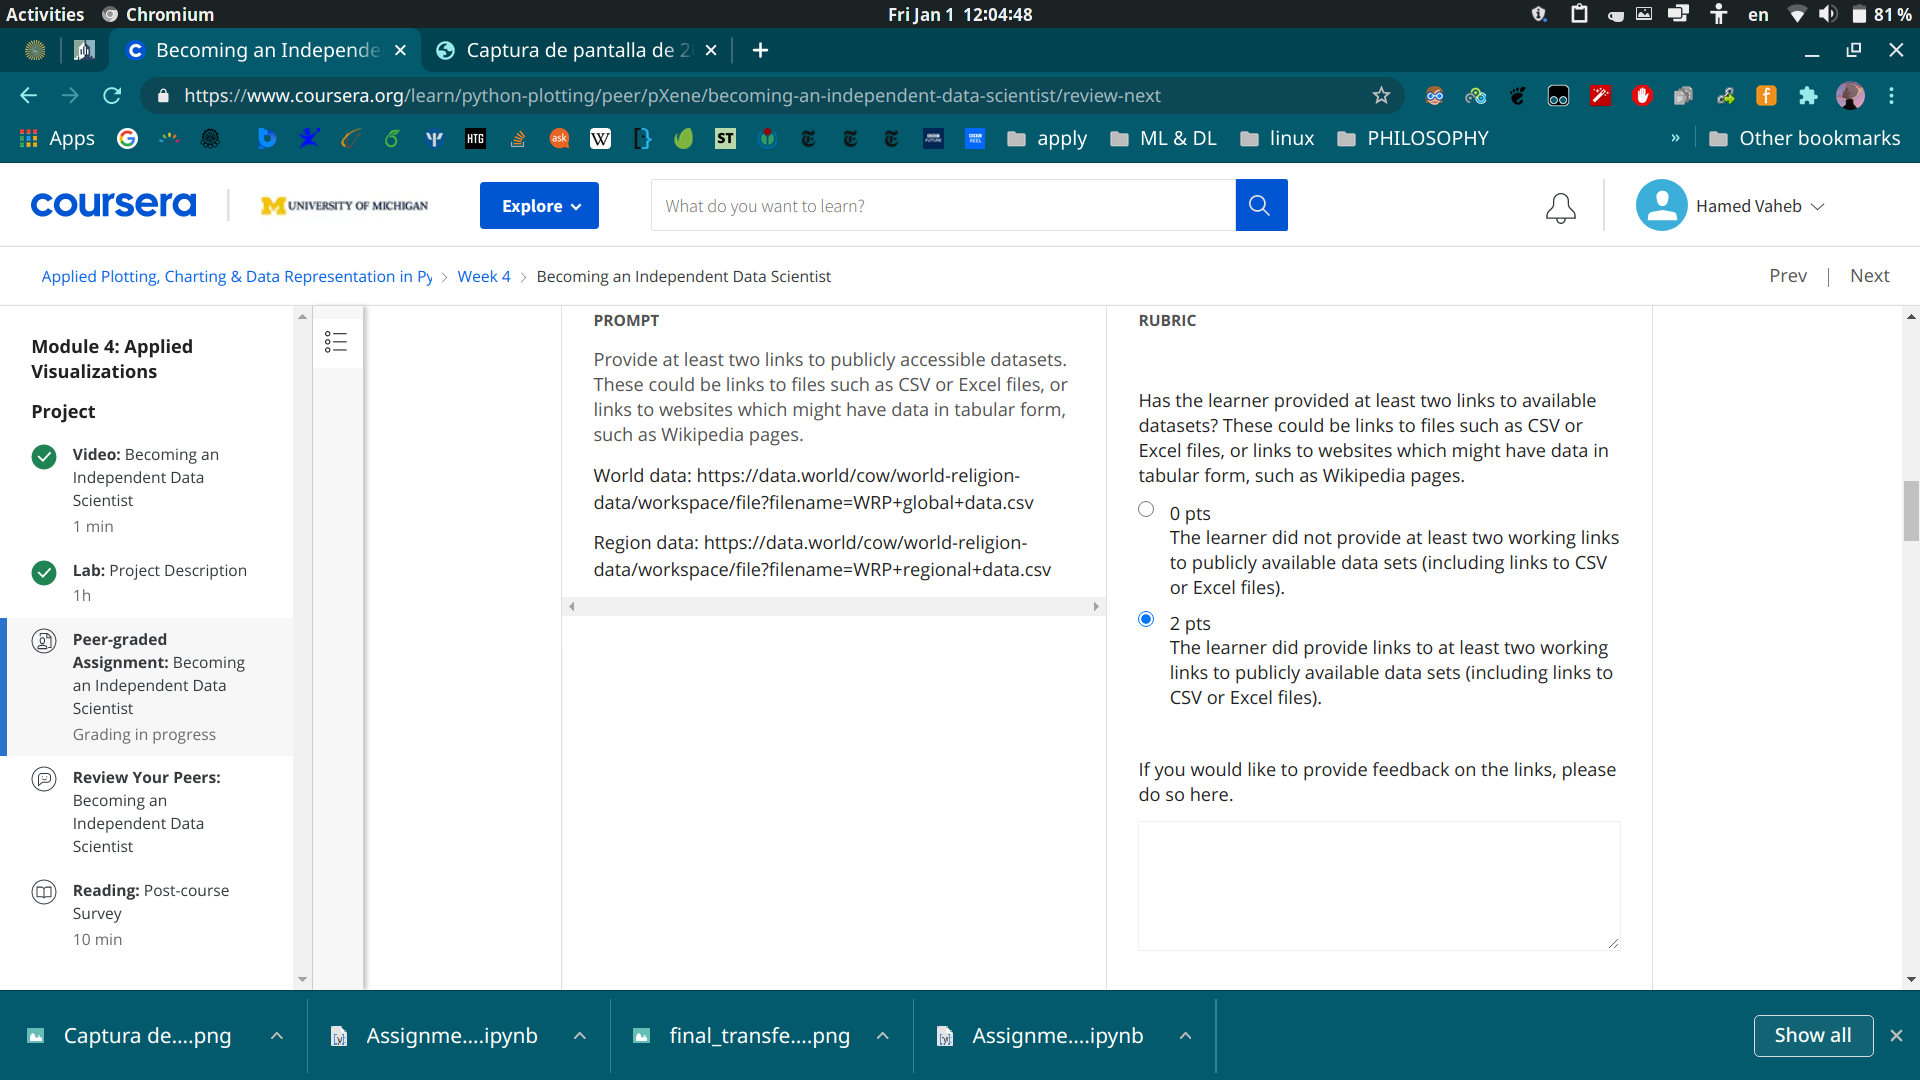 Activities
Chromium
Fri Jan 1 12:04:48
en
81 %
Becoming an Independe
Captura de pantalla de 2
https://www.coursera.org/learn/python-plotting/peer/pXene/becoming-an-independent-data-scientist/review-next
Apps
HTG
ask
W
ST
apply
ML & DL
linux
PHILOSOPHY
»
Other bookmarks
coursera
M UNIVERSITY OF MICHIGAN
Explore
What do you want to learn?
Hamed Vaheb
Applied Plotting, Charting & Data Representation in Py
Week 4
Becoming an Independent Data Scientist
Prev
Next
Module 4: Applied
Visualizations
Project
Video: Becoming an
Independent Data
Scientist
1 min
Lab: Project Description
1h
Peer-graded
Assignment: Becoming
an Independent Data
Scientist
Grading in progress
Review Your Peers:
Becoming an
Independent Data
Scientist
Reading: Post-course
Survey
10 min
PROMPT
Provide at least two links to publicly accessible datasets.
These could be links to files such as CSV or Excel files, or
links to websites which might have data in tabular form,
such as Wikipedia pages.
World data: https://data.world/cow/world-religion-
data/workspace/file?filename=WRP+global+data.csv
Region data: https://data.world/cow/world-religion-
data/workspace/file?filename=WRP+regional+data.csv
RUBRIC
Has the learner provided at least two links to available
datasets? These could be links to files such as CSV or
Excel files, or links to websites which might have data in
tabular form, such as Wikipedia pages.
0 pts
The learner did not provide at least two working links
to publicly available data sets (including links to CSV
or Excel files).
2 pts
The learner did provide links to at least two working
links to publicly available data sets (including links to
CSV or Excel files).
If you would like to provide feedback on the links, please
do so here.
Captura de....png
Assignme....ipynb
final_transfe....png
Assignme....ipynb
Show all